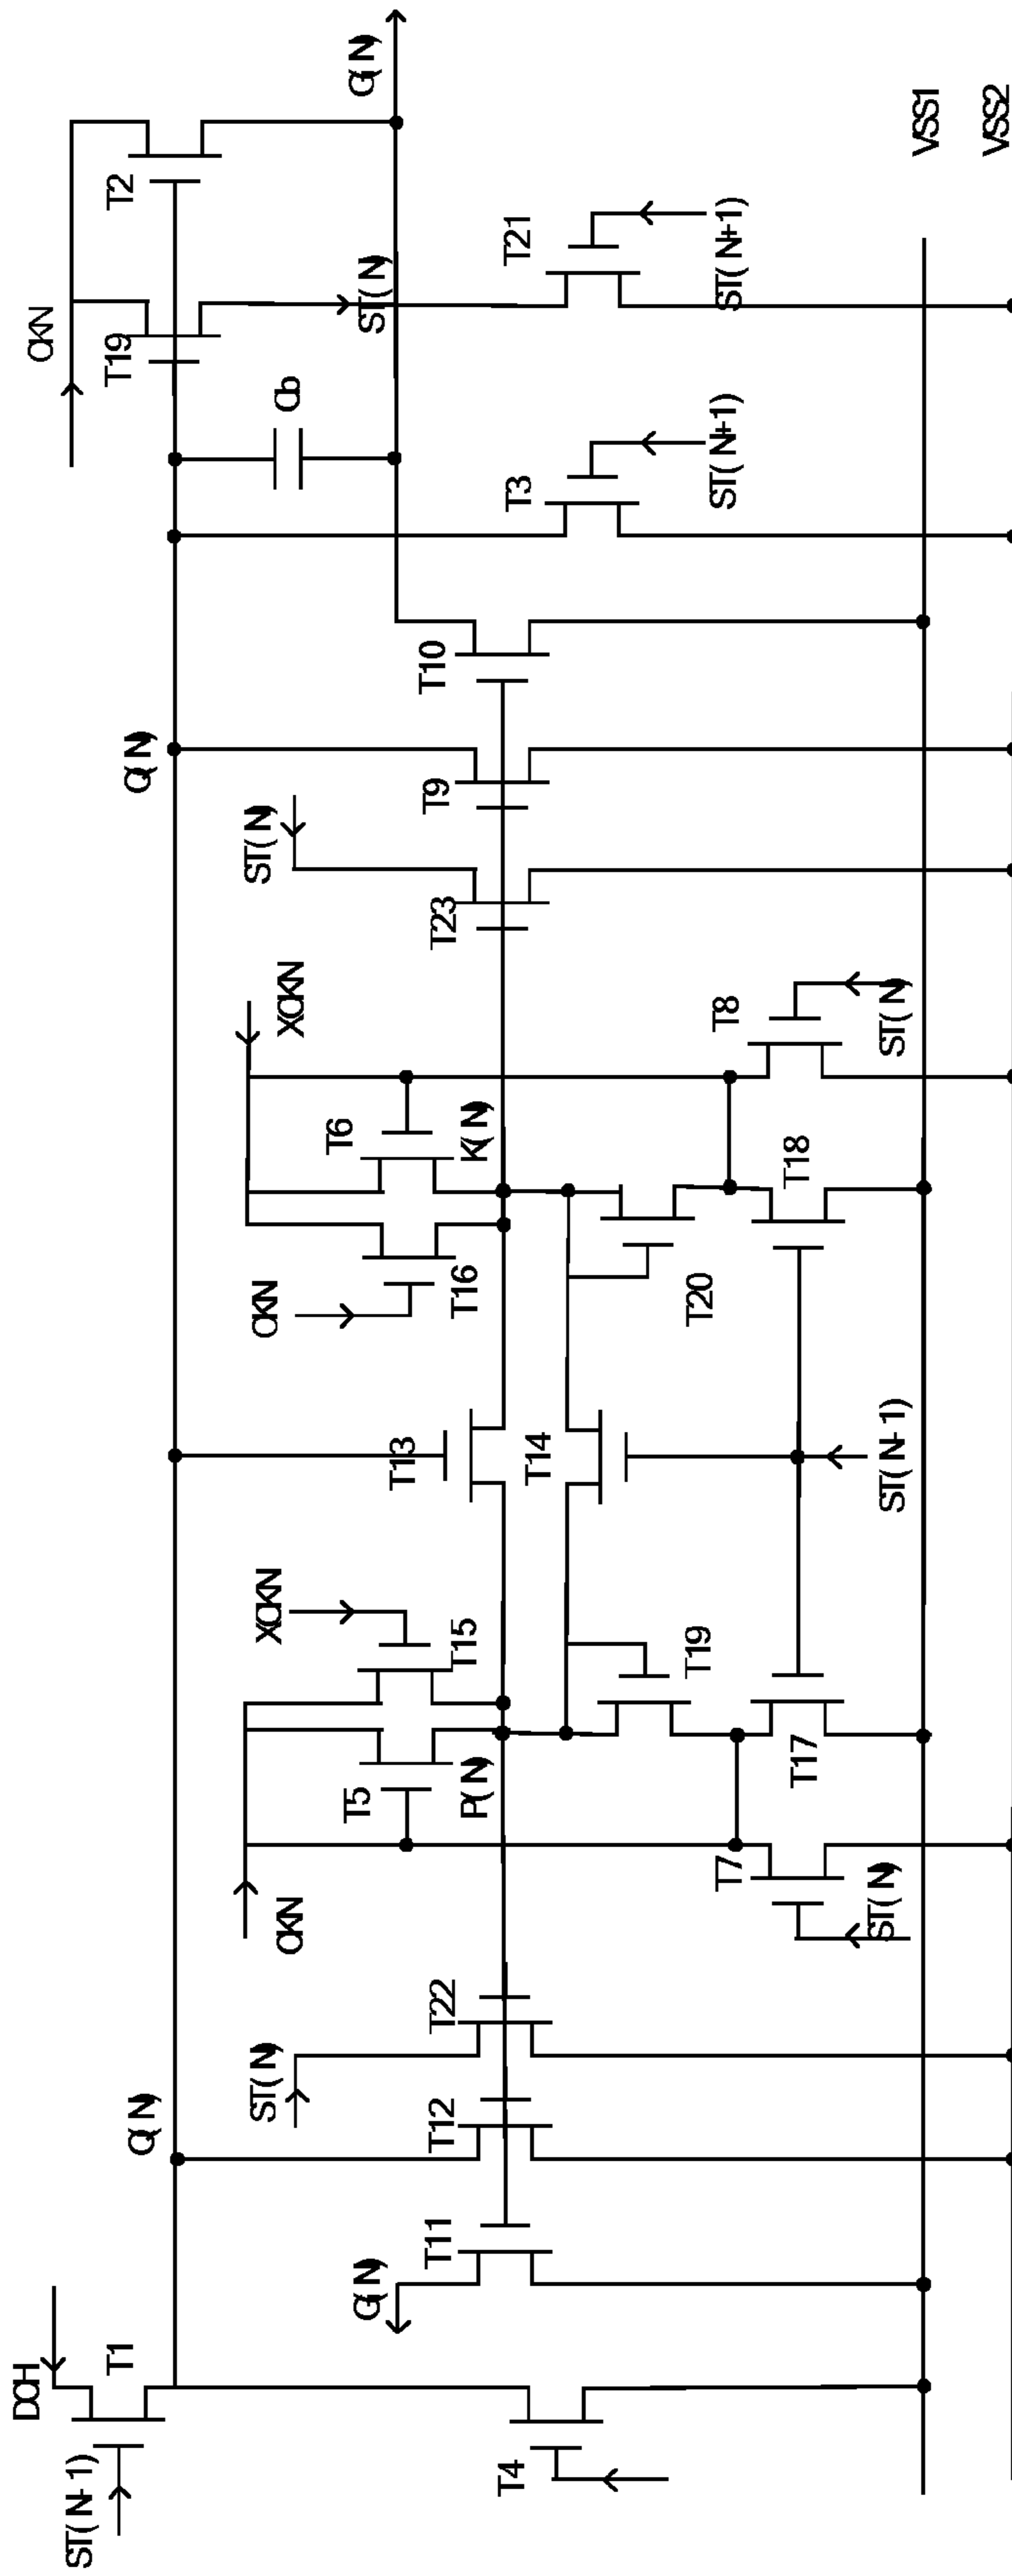 DCH
CKN
ST(N-1)
T1
T19
T2
Q(N)
Q(N)
ST(N)
CKN
XCKN
CKN
XCKN
ST(N)
Cb
G(N)
T5
T15
T13
T16
T6
ST(N)
G(N)
T11
T12
T22
P(N)
K(N)
T23
T9
T10
T4
T14
T3
T21
T7
T19
T20
T8
ST(N+1)
ST(N+1)
T17
T18
ST(N)
ST(N-1)
ST(N)
VSS1
VSS2